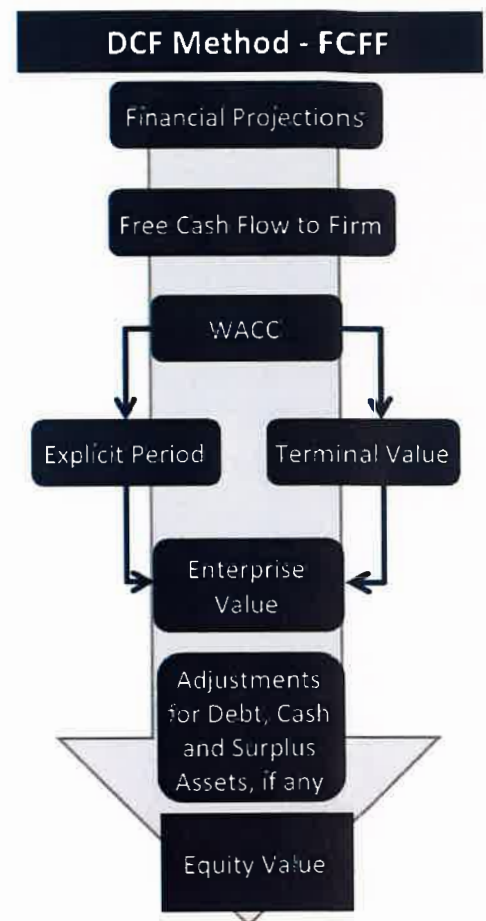 DCF Method - FCFF
Financial Projections
Free Cash Flow to Firm
WACC
Explicit Period
Terminal Value
Enterprise
Value
Adjustments
for Debt, Cash
and Surplus
Assets, if any
Equity Value